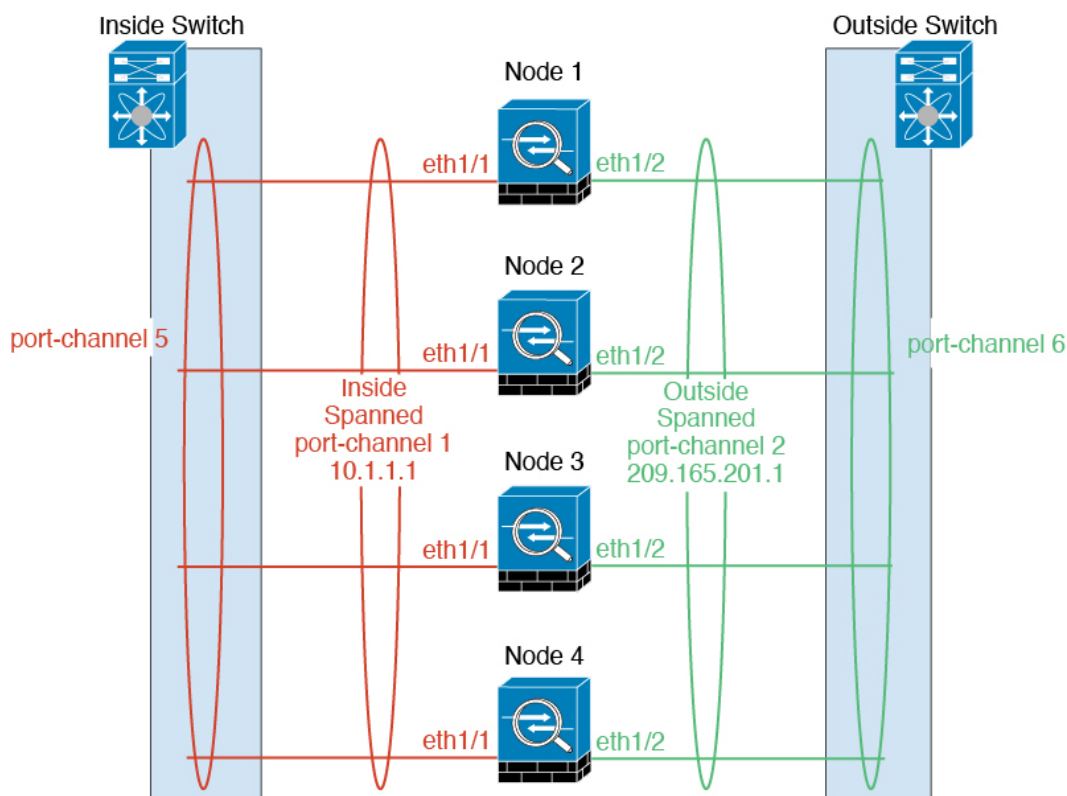 Inside Switch
Outside Switch
Node 1
eth1/1
eth1/2
Node 2
port-channel 5
eth1/1
eth1/2
port-channel 6
Inside
Spanned
port-channel 1
10.1.1.1
Outside
Spanned
port-channel 2
209.165.201.1
Node 3
eth1/1
eth1/2
Node 4
eth1/1
eth1/2